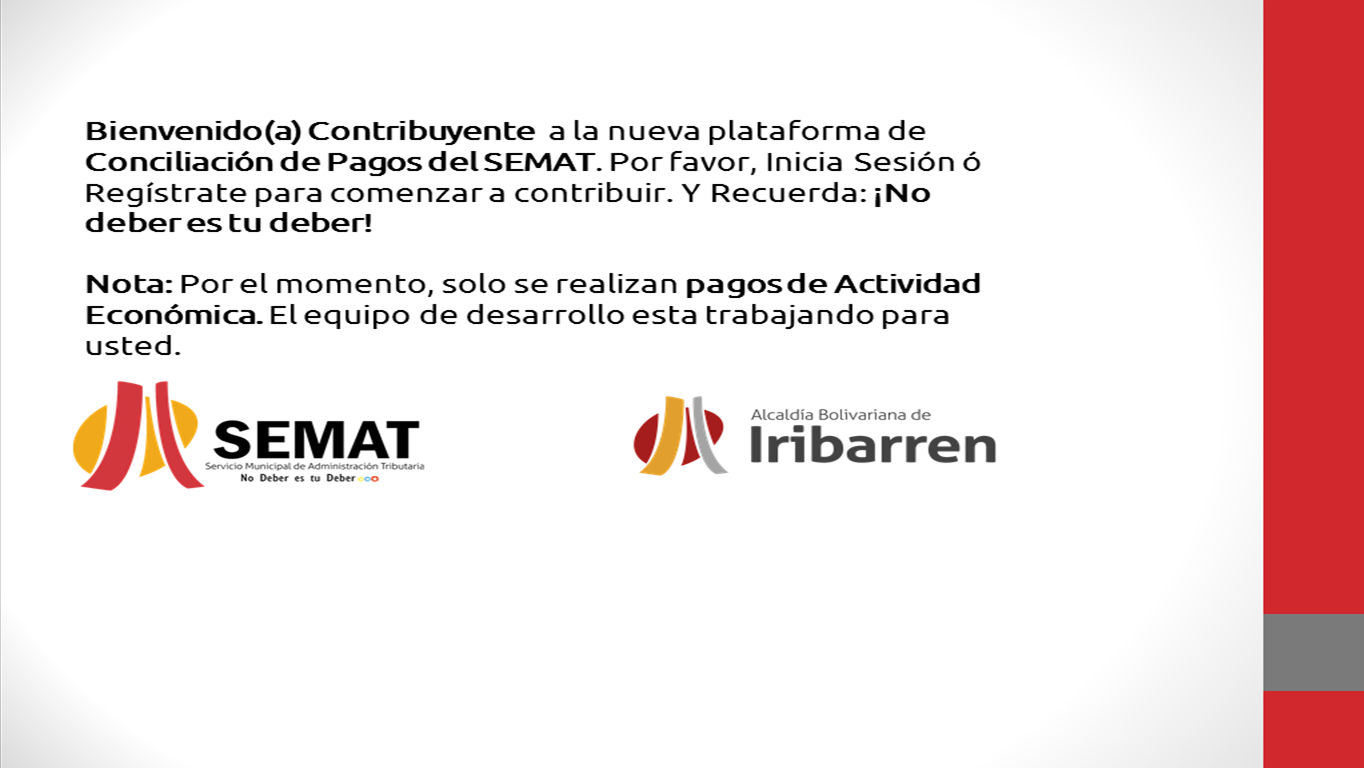 Bienvenido(a) Contribuyente a la nueva plataforma de
Conciliación de Pagos del SEMAT. Por favor, Inicia Sesión ó
Regístrate para comenzar a contribuir. Y Recuerda: ¡No
deber es tu deber!
Nota: Por el momento, solo se realizan pagos de Actividad
Económica. El equipo de desarrollo esta trabajando para
usted.
SEMAT
Servicio Municipal de Administración Tributaria
No Deber es tu Deber
Alcaldía Bolivariana de
Iribarren